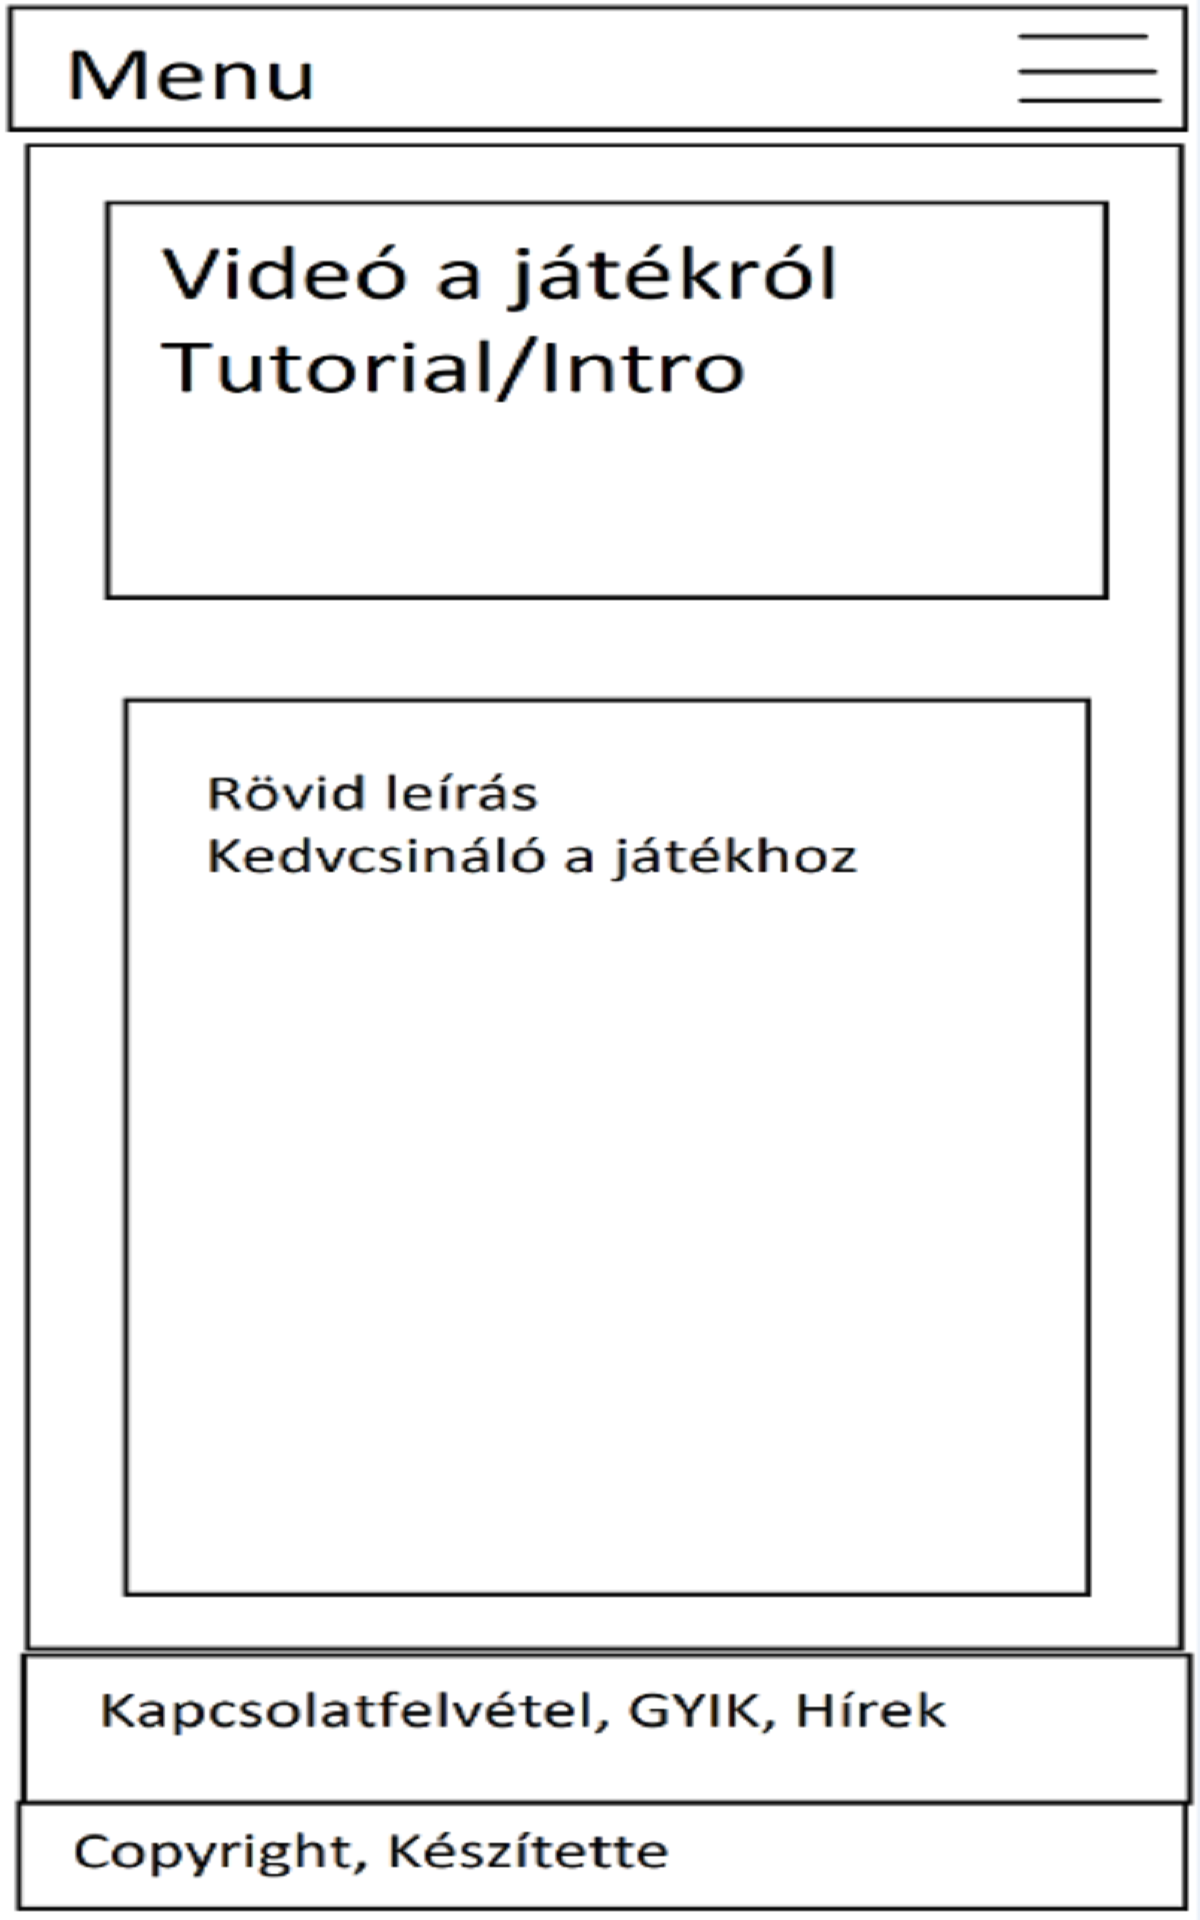 Menu
Videó a játékról
Tutorial/Intro
Rövid leírás
Kedvcsináló a játékhoz
Kapcsolatfelvétel, GYIK, Hírek
Copyright, Készítette